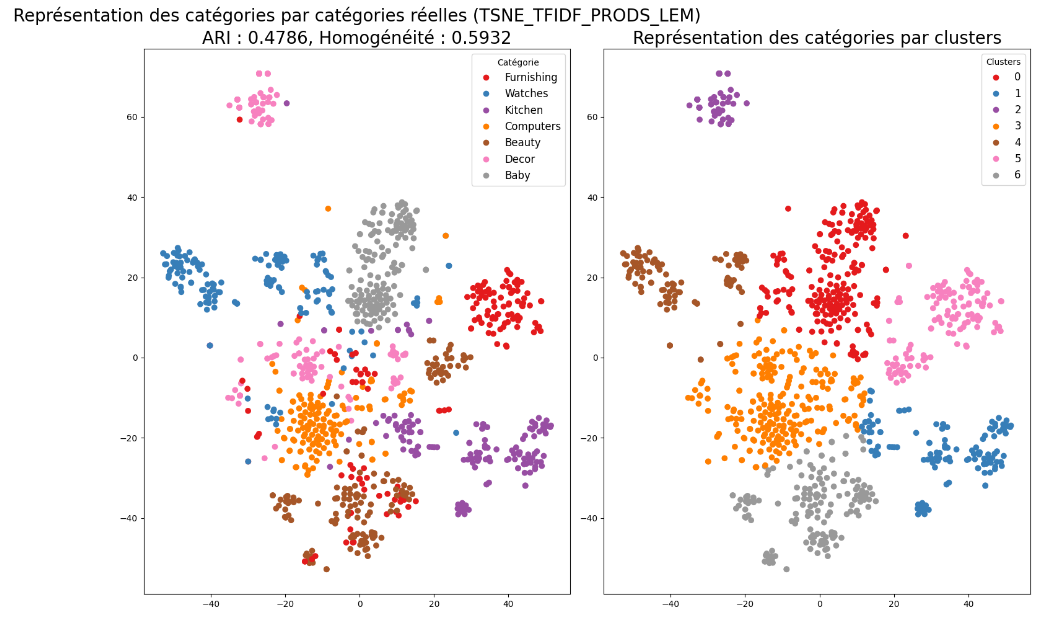 Représentation des catégories par catégories réelles (TSNE_TFIDF_PRODS_LEM)
ARI : 0.4786, Homogénéité : 0.5932
Représentation des catégories par clusters
Catégorie
Furnishing
Watches
Kitchen
Computers
Beauty
Decor
Baby
60
40
20
0
−20
−40
−40
−20
0
20
40
Clusters
0
1
2
3
4
5
6
60
40
20
0
−20
−40
−40
−20
0
20
40